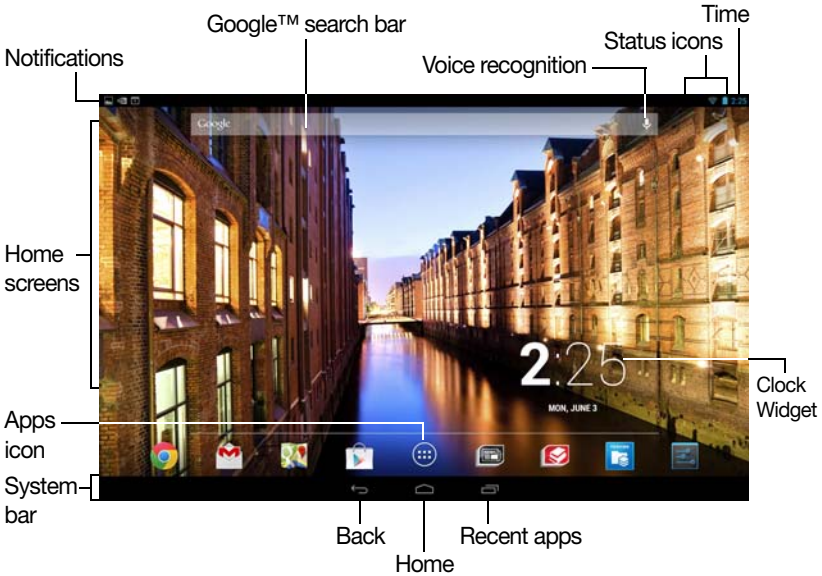 Time
Google™ search bar
Status icons
Notifications
Voice recognition
2:25
Google
Home
screens
2:25
Clock
Widget
MON, JUNE 3
Apps
icon
TOSHIBA
System
bar
Back
Recent apps
Home